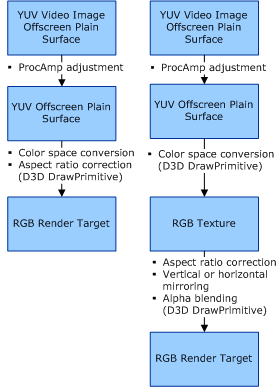 YUV Video Image
Offscreen Plain
Surface
▪ ProcAmp adjustment
YUV Offscreen Plain
Surface
▪ Color space conversion
▪ Aspect ratio correction
(D3D DrawPrimitive)
RGB Render Target
YUV Video Image
Offscreen Plain
Surface
▪ ProcAmp adjustment
YUV Offscreen Plain
Surface
▪ Color space conversion
(D3D DrawPrimitive)
RGB Texture
▪ Aspect ratio correction
▪ Vertical or horizontal
mirroring
▪ Alpha blending
(D3D DrawPrimitive)
RGB Render Target